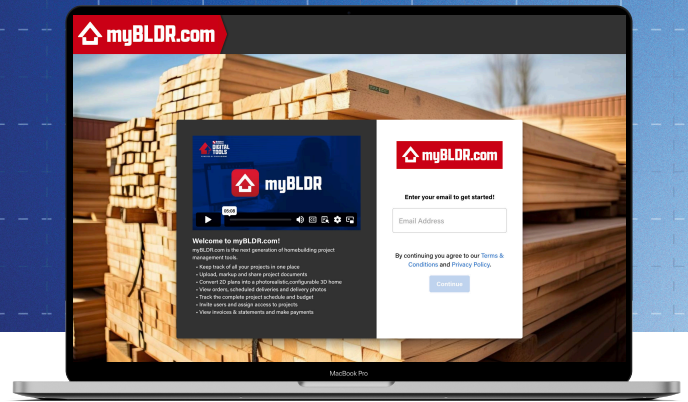 myBLDR.com
DIGITAL
TOOLS
myBLDR
05:08
Welcome to myBLDR.com!
myBLDR.com is the next generation of homebuilding project
management tools.
• Keep track of all your projects in one place
• Upload, markup and share project documents
• Convert 2D plans into a photorealistic,configurable 3D home
• View orders, scheduled deliveries and delivery photos
• Track the complete project schedule and budget
• Invite users and assign access to projects
• View invoices & statements and make payments
myBLDR.com
Enter your email to get started!
Email Address
By continuing you agree to our Terms &
Conditions and Privacy Policy.
Continue
MacBook Pro